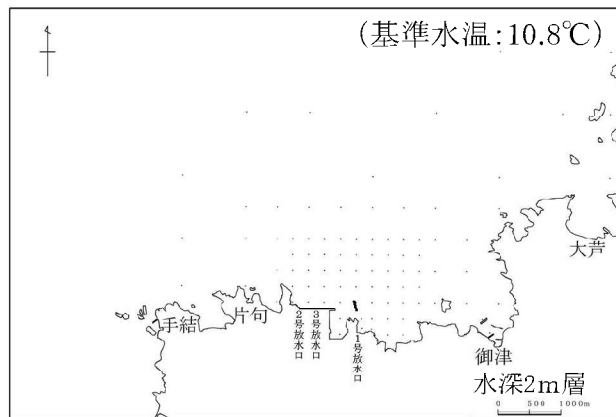 (基準水温:10.8℃)
大芦
手結
片句
2号放水口
3号放水口
1号放水口
御津
水深2m層
0 500 1000m